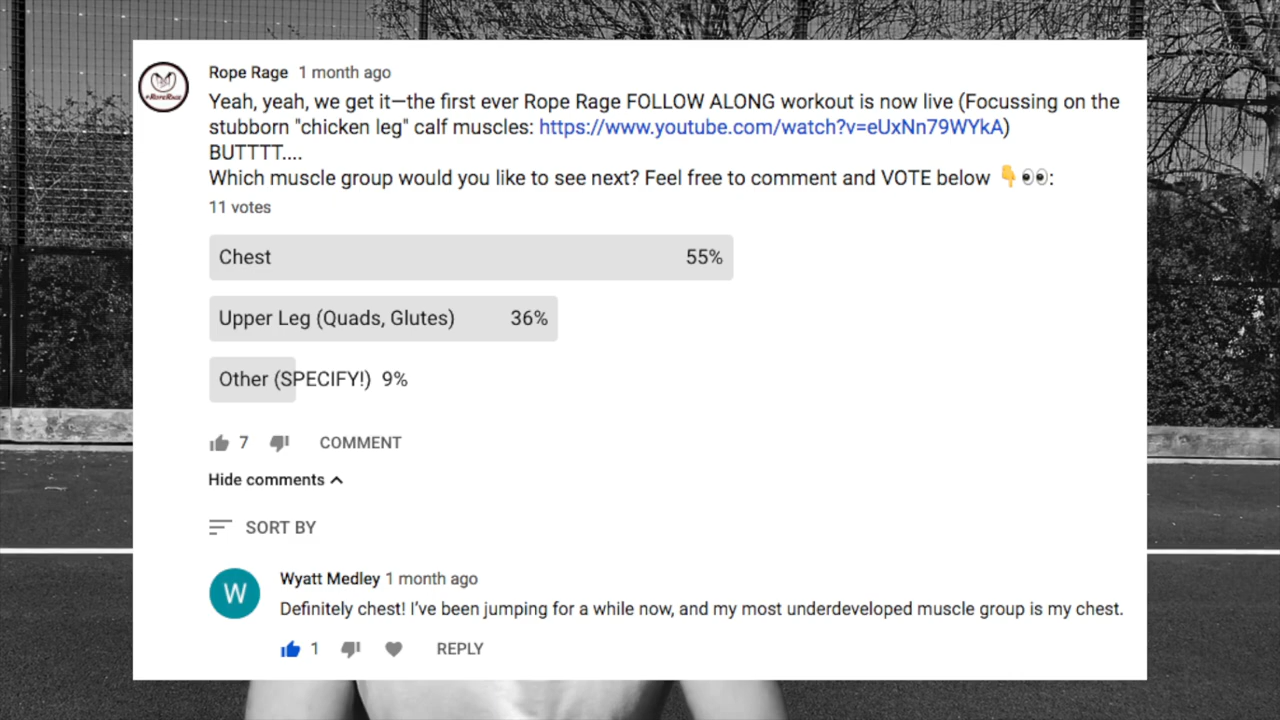 Rope Rage 1 month ago
Yeah, yeah, we get it—the first ever Rope Rage FOLLOW ALONG workout is now live (Focussing on the
stubborn "chicken leg" calf muscles: https://www.youtube.com/watch?v=eUxNn79WYkA)
BUTTTT....
Which muscle group would you like to see next? Feel free to comment and VOTE below 👇👀:
11 votes
Chest 55%
Upper Leg (Quads, Glutes) 36%
Other (SPECIFY!) 9%
7 COMMENT
Hide comments
SORT BY
W
Wyatt Medley 1 month ago
Definitely chest! I've been jumping for a while now, and my most underdeveloped muscle group is my chest.
1 REPLY